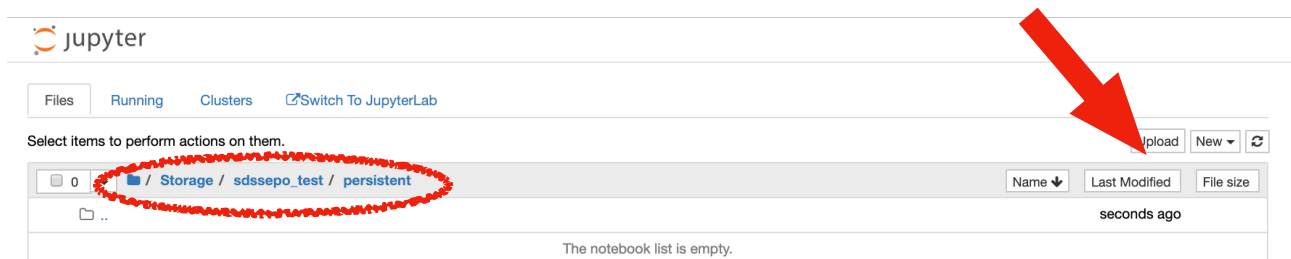 jupyter
Files Running Clusters Switch To JupyterLab
Select items to perform actions on them.
Upload New
0 / Storage / sdssepo_test / persistent Name Last Modified File size
.. seconds ago
The notebook list is empty.